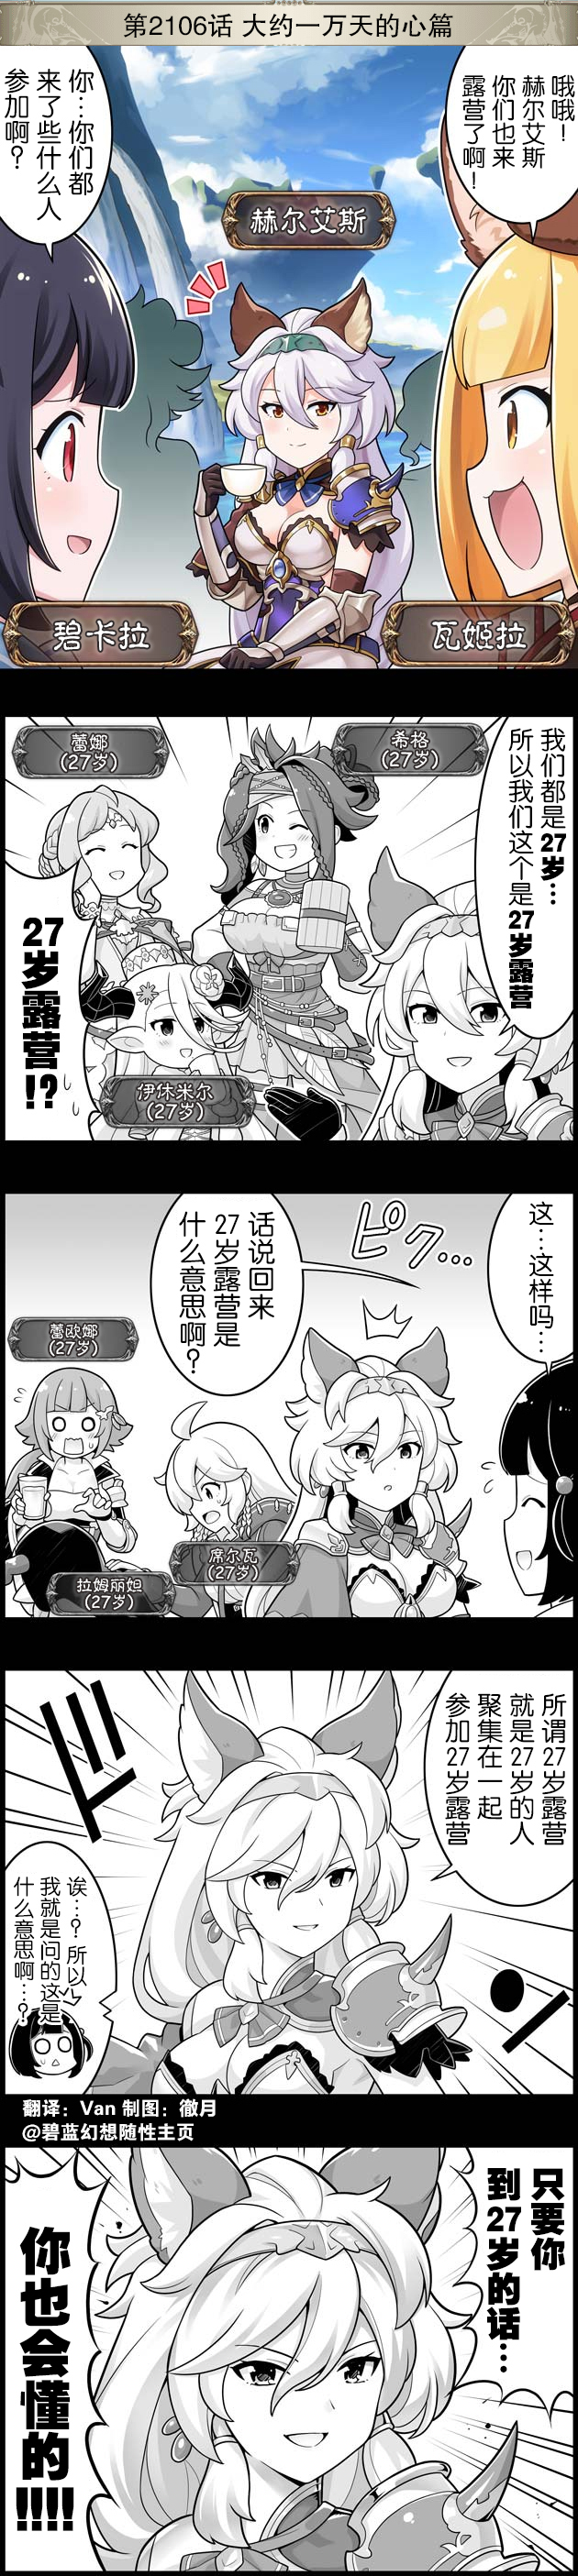 第2106话 大约一万天的心篇
哦哦！
赫尔艾斯
你们也来
露营了啊！
你…你们都
来了些什么人
参加啊？
赫尔艾斯
碧卡拉
瓦姬拉
我们都是27岁…
所以我们这个是27岁露营
希格
(27岁)
蕾娜
(27岁)
27岁露营!?
伊休米尔
(27岁)
这…这样吗…
ピク…
话说回来
27岁露营是
什么意思啊？
蕾欧娜
(27岁)
席尔瓦
(27岁)
拉姆丽妲
(27岁)
所谓27岁露营
就是27岁的人
聚集在一起
参加27岁露营
ドン
诶…？所以
我就是问的这是
什么意思啊…？
翻译：Van 制图：徹月
@碧蓝幻想随性主页
只要你
到27岁的话…
你也会懂的!!!!